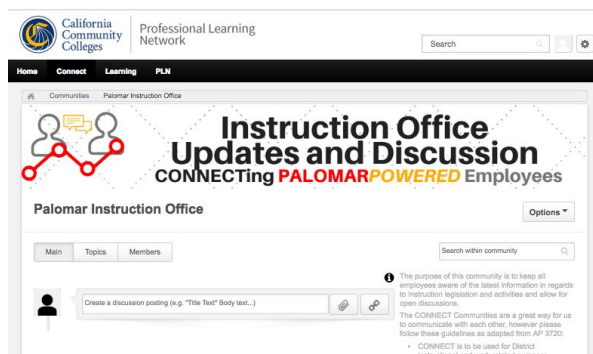 California
Community
Colleges
Professional Learning
Network
Search
Home Connect Learning PLN
Communities Palomar Instruction Office
Instruction Office
Updates and Discussion
CONNECTing PALOMARPOWERED Employees
Palomar Instruction Office
Options
Main Topics Members
Search within community
Create a discussion posting (e.g. "Title Text" Body text...)
The purpose of this community is to keep all
employees aware of the latest information in regards
to Instruction legislation and activities and allow for
open discussions.
The CONNECT Communities are a great way for us
to communicate with each other, however please
follow these guidelines as adapted from AP 3720:
• CONNECT is to be used for District